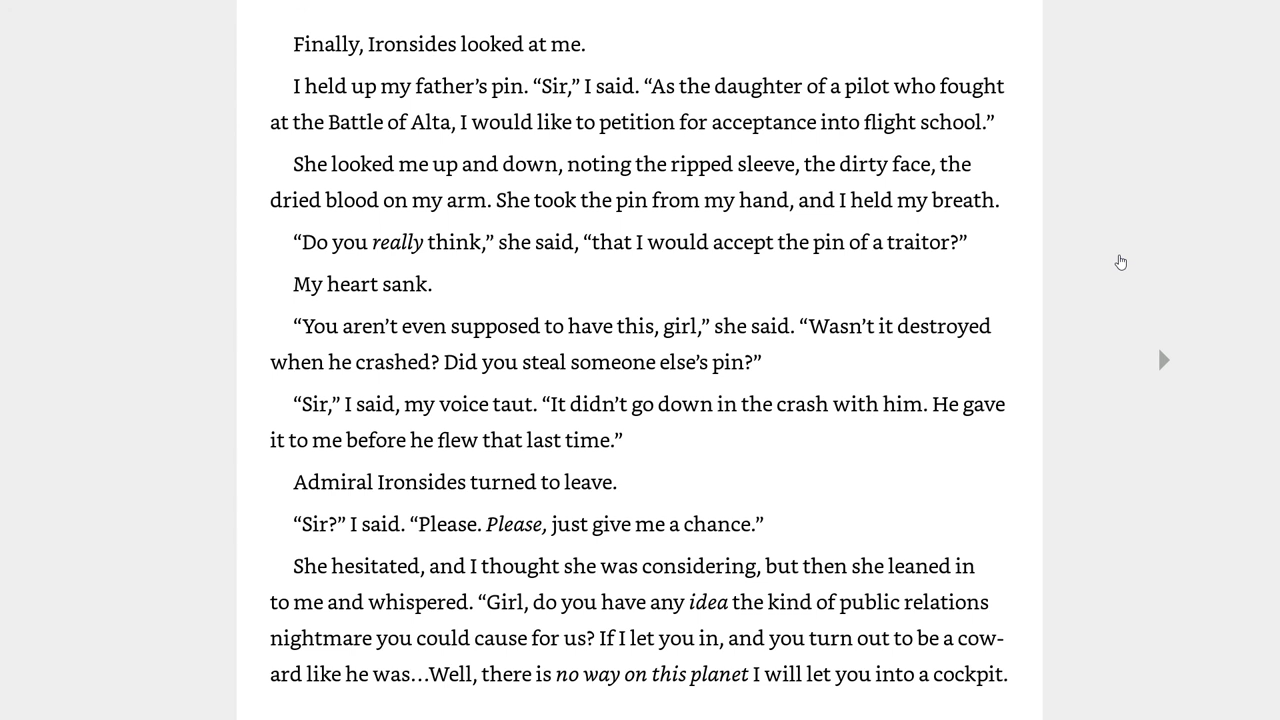 Finally, Ironsides looked at me.
I held up my father’s pin. “Sir,” I said. “As the daughter of a pilot who fought
at the Battle of Alta, I would like to petition for acceptance into flight school.”
She looked me up and down, noting the ripped sleeve, the dirty face, the
dried blood on my arm. She took the pin from my hand, and I held my breath.
“Do you really think,” she said, “that I would accept the pin of a traitor?”
My heart sank.
“You aren’t even supposed to have this, girl,” she said. “Wasn’t it destroyed
when he crashed? Did you steal someone else’s pin?”
“Sir,” I said, my voice taut. “It didn’t go down in the crash with him. He gave
it to me before he flew that last time.”
Admiral Ironsides turned to leave.
“Sir?” I said. “Please. Please, just give me a chance.”
She hesitated, and I thought she was considering, but then she leaned in
to me and whispered. “Girl, do you have any idea the kind of public relations
nightmare you could cause for us? If I let you in, and you turn out to be a cow-
ard like he was…Well, there is no way on this planet I will let you into a cockpit.